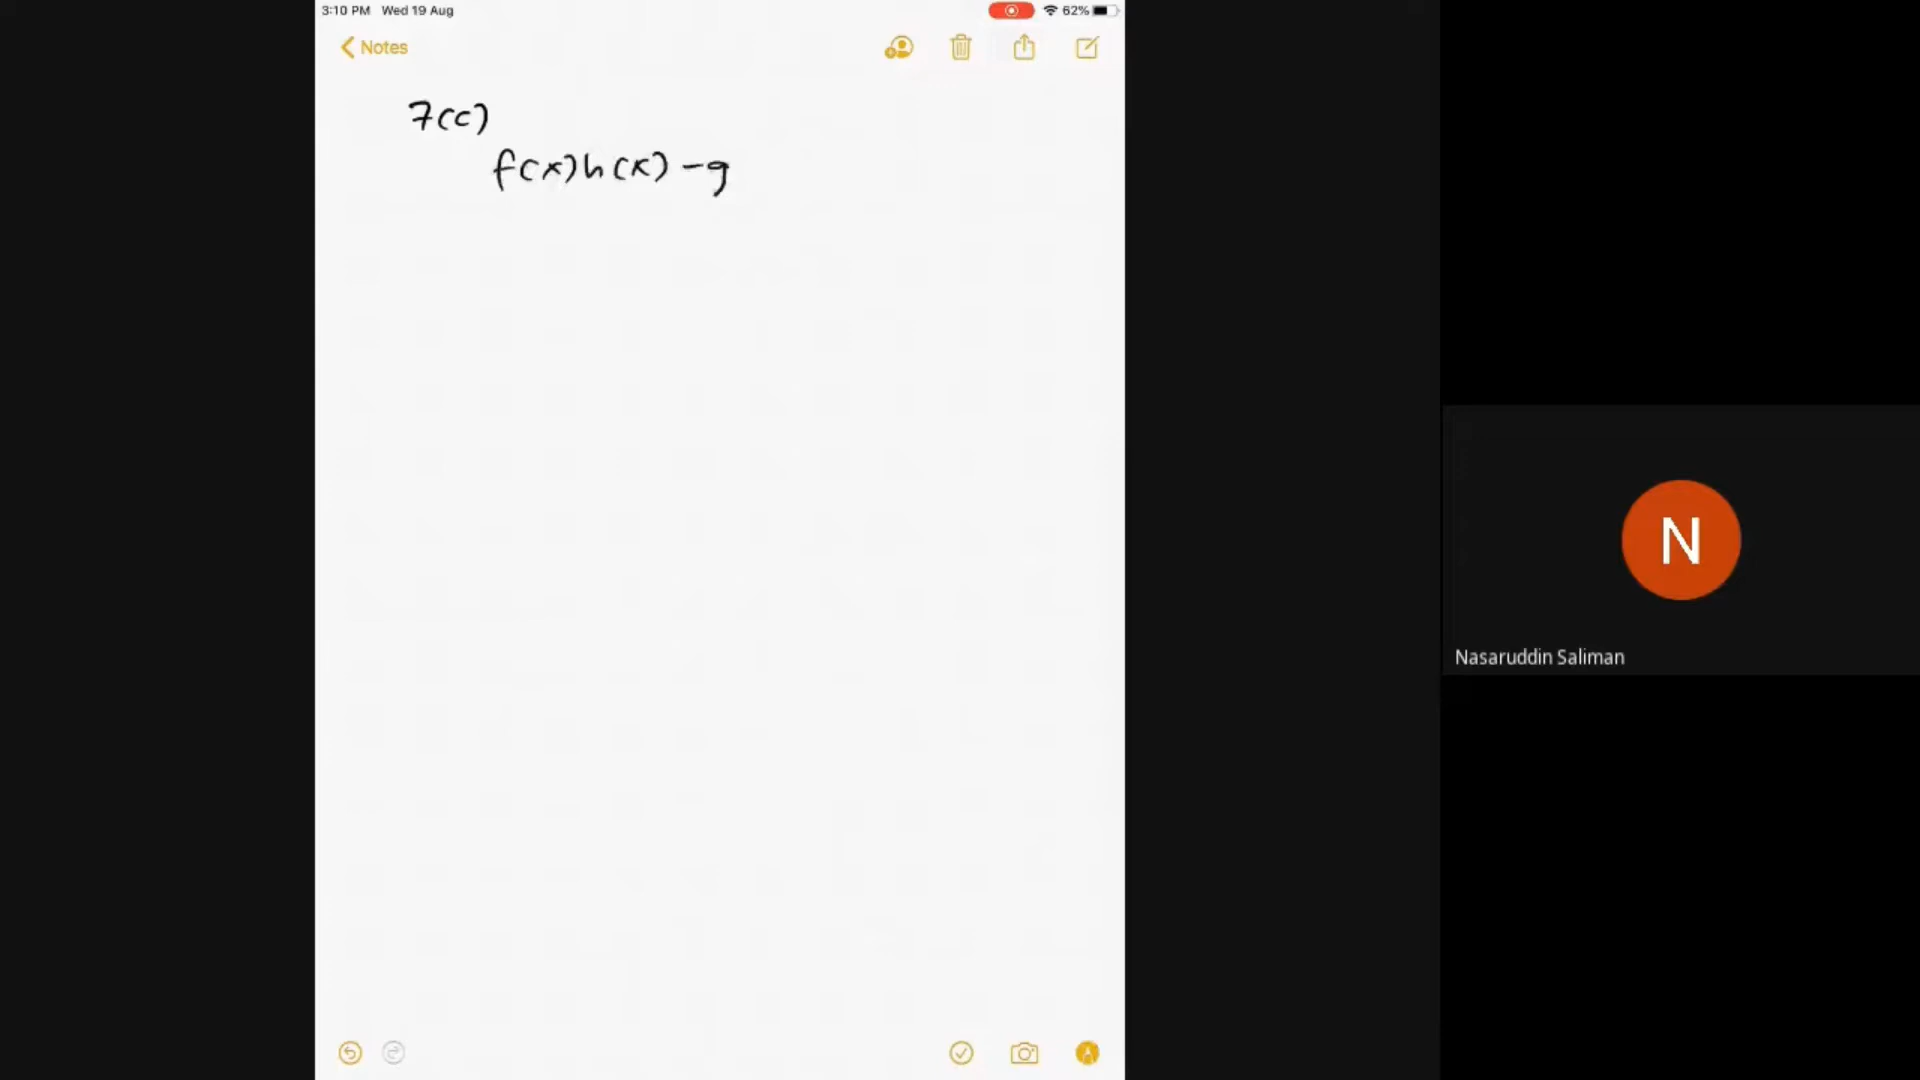 3:10 PM Wed 19 Aug
62%
Notes
7(c)
f(x)h(x) -g
N
Nasaruddin Saliman